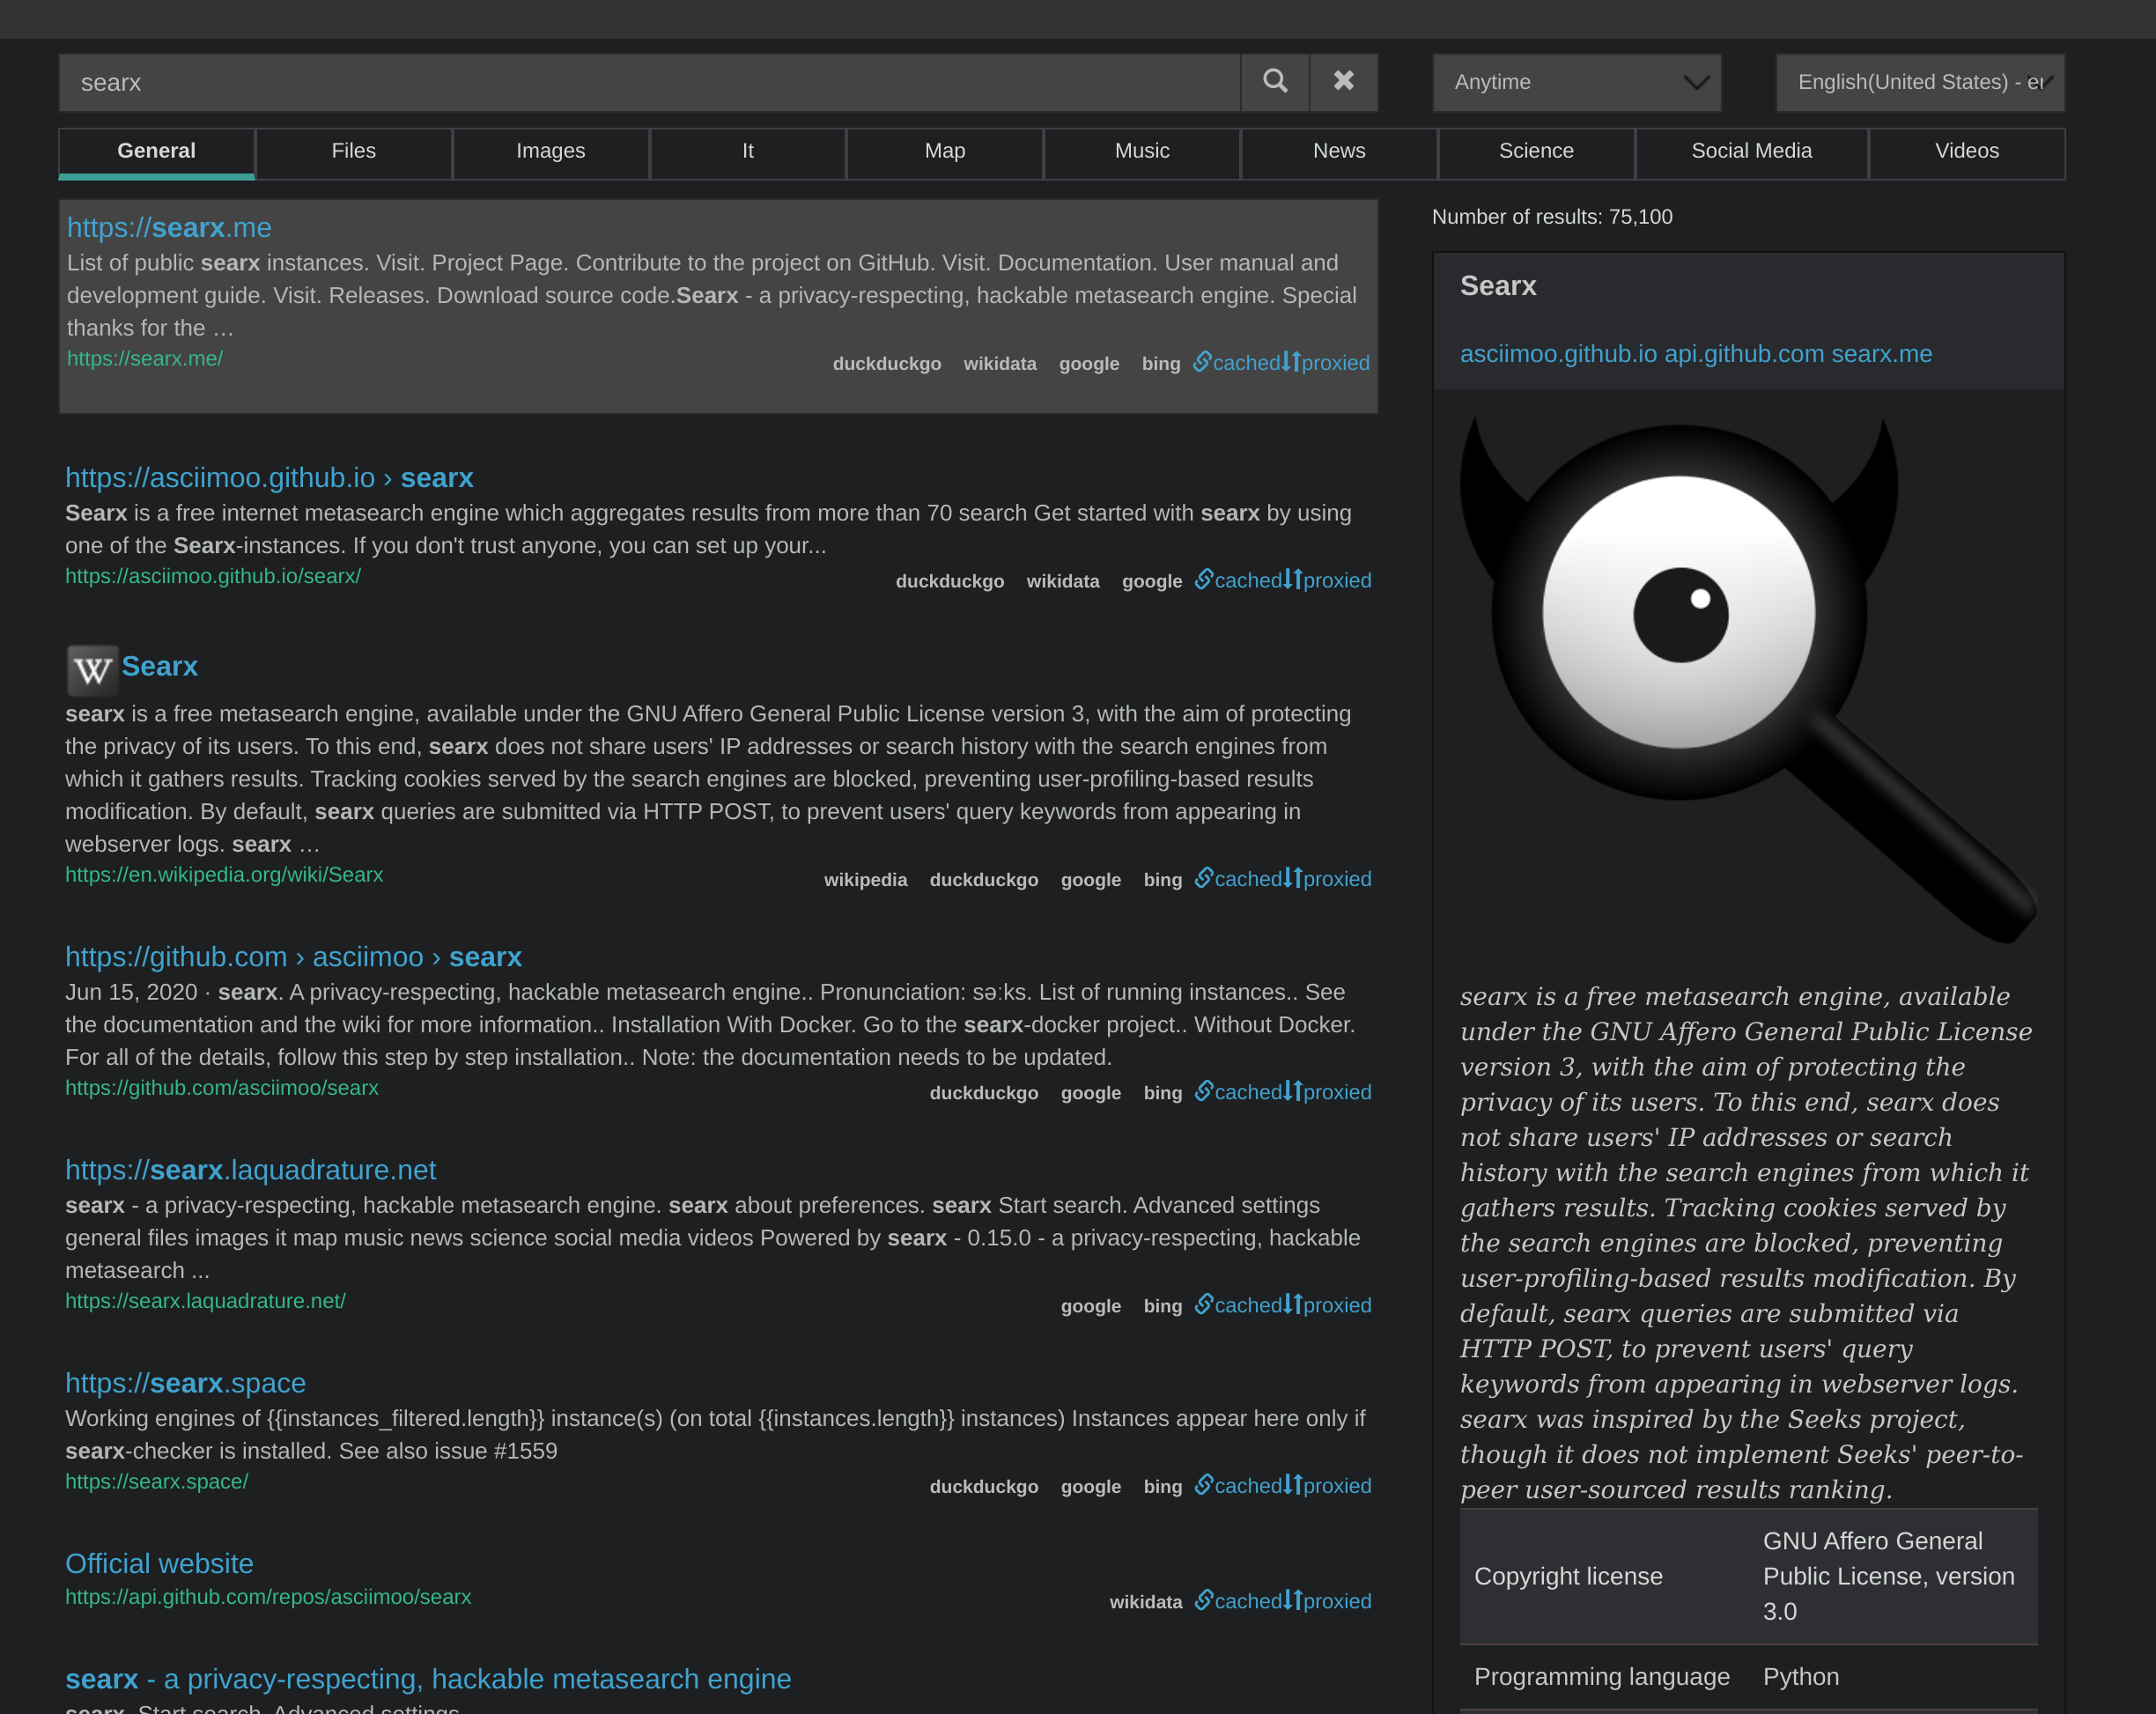 searx
Anytime
English(United States) - en
General
Files
Images
It
Map
Music
News
Science
Social Media
Videos
https://searx.me
List of public searx instances. Visit. Project Page. Contribute to the project on GitHub. Visit. Documentation. User manual and
development guide. Visit. Releases. Download source code.Searx - a privacy-respecting, hackable metasearch engine. Special
thanks for the …
https://searx.me/
duckduckgo wikidata google bing cached proxied
https://asciimoo.github.io › searx
Searx is a free internet metasearch engine which aggregates results from more than 70 search Get started with searx by using
one of the Searx-instances. If you don't trust anyone, you can set up your...
https://asciimoo.github.io/searx/
duckduckgo wikidata google cached proxied
W Searx
searx is a free metasearch engine, available under the GNU Affero General Public License version 3, with the aim of protecting
the privacy of its users. To this end, searx does not share users' IP addresses or search history with the search engines from
which it gathers results. Tracking cookies served by the search engines are blocked, preventing user-profiling-based results
modification. By default, searx queries are submitted via HTTP POST, to prevent users' query keywords from appearing in
webserver logs. searx …
https://en.wikipedia.org/wiki/Searx
wikipedia duckduckgo google bing cached proxied
https://github.com › asciimoo › searx
Jun 15, 2020 · searx. A privacy-respecting, hackable metasearch engine.. Pronunciation: səːks. List of running instances.. See
the documentation and the wiki for more information.. Installation With Docker. Go to the searx-docker project.. Without Docker.
For all of the details, follow this step by step installation.. Note: the documentation needs to be updated.
https://github.com/asciimoo/searx
duckduckgo google bing cached proxied
https://searx.laquadrature.net
searx - a privacy-respecting, hackable metasearch engine. searx about preferences. searx Start search. Advanced settings
general files images it map music news science social media videos Powered by searx - 0.15.0 - a privacy-respecting, hackable
metasearch ...
https://searx.laquadrature.net/
google bing cached proxied
https://searx.space
Working engines of {{instances_filtered.length}} instance(s) (on total {{instances.length}} instances) Instances appear here only if
searx-checker is installed. See also issue #1559
https://searx.space/
duckduckgo google bing cached proxied
Official website
https://api.github.com/repos/asciimoo/searx
wikidata cached proxied
searx - a privacy-respecting, hackable metasearch engine
searx. Start search. Advanced settings
Number of results: 75,100
Searx
asciimoo.github.io api.github.com searx.me
searx is a free metasearch engine, available
under the GNU Affero General Public License
version 3, with the aim of protecting the
privacy of its users. To this end, searx does
not share users' IP addresses or search
history with the search engines from which it
gathers results. Tracking cookies served by
the search engines are blocked, preventing
user-profiling-based results modification. By
default, searx queries are submitted via
HTTP POST, to prevent users' query
keywords from appearing in webserver logs.
searx was inspired by the Seeks project,
though it does not implement Seeks' peer-to-
peer user-sourced results ranking.
Copyright license
GNU Affero General
Public License, version
3.0
Programming language
Python